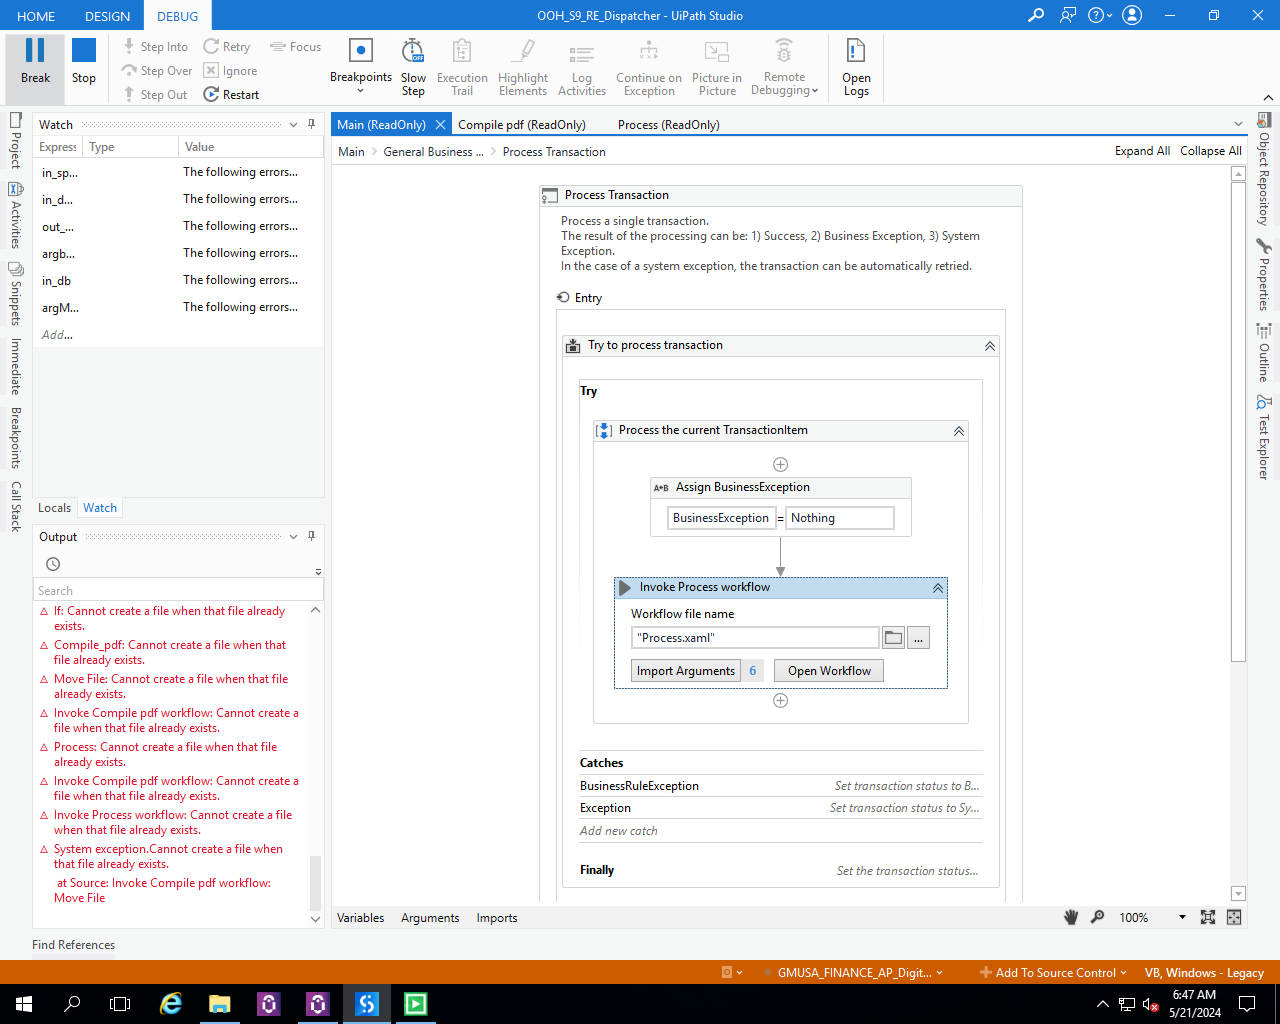 HOME
DESIGN
DEBUG
OOH_S9_RE_Dispatcher - UiPath Studio
Break
Stop
Step Into
Step Over
Step Out
Retry
Ignore
Restart
Focus
Breakpoints
Slow
Step
OFF
Execution
Trail
Highlight
Elements
Log
Activities
Continue on
Exception
Picture in
Picture
Remote
Debugging
Open
Logs
Project
Activities
Snippets
Immediate
Breakpoints
Call Stack
Watch
Express
Type
Value
in_sp...
The following errors...
in_d...
The following errors...
out_...
The following errors...
argb...
The following errors...
in_db
The following errors...
argM...
The following errors...
Add...
Locals
Watch
Output
Search
If: Cannot create a file when that file already
exists.
Compile_pdf: Cannot create a file when that
file already exists.
Move File: Cannot create a file when that file
already exists.
Invoke Compile pdf workflow: Cannot create a
file when that file already exists.
Process: Cannot create a file when that file
already exists.
Invoke Compile pdf workflow: Cannot create a
file when that file already exists.
Invoke Process workflow: Cannot create a file
when that file already exists.
System exception.Cannot create a file when
that file already exists.
at Source: Invoke Compile pdf workflow:
Move File
Find References
Main (ReadOnly)
Compile pdf (ReadOnly)
Process (ReadOnly)
Main
General Business ...
Process Transaction
Expand All
Collapse All
Process Transaction
Process a single transaction.
The result of the processing can be: 1) Success, 2) Business Exception, 3) System
Exception.
In the case of a system exception, the transaction can be automatically retried.
Entry
Try to process transaction
Try
Process the current TransactionItem
A+B Assign BusinessException
BusinessException = Nothing
Invoke Process workflow
Workflow file name
"Process.xaml"
...
Import Arguments 6
Open Workflow
Catches
BusinessRuleException
Set transaction status to B...
Exception
Set transaction status to Sy...
Add new catch
Finally
Set the transaction status...
Variables
Arguments
Imports
100%
Object Repository
Properties
Outline
Test Explorer
GMUSA_FINANCE_AP_Digit...
Add To Source Control
VB, Windows - Legacy
6:47 AM
5/21/2024